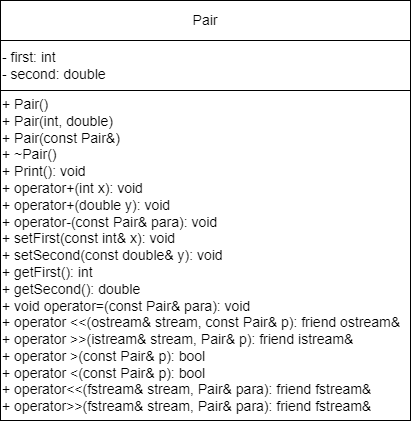 Pair
- first: int
- second: double
+ Pair()
+ Pair(int, double)
+ Pair(const Pair&)
+ ~Pair()
+ Print(): void
+ operator+(int x): void
+ operator+(double y): void
+ operator-(const Pair& para): void
+ setFirst(const int& x): void
+ setSecond(const double& y): void
+ getFirst(): int
+ getSecond(): double
+ void operator=(const Pair& para): void
+ operator <<(ostream& stream, const Pair& p): friend ostream&
+ operator >>(istream& stream, Pair& p): friend istream&
+ operator >(const Pair& p): bool
+ operator <(const Pair& p): bool
+ operator<<(fstream& stream, Pair& para): friend fstream&
+ operator>>(fstream& stream, Pair& para): friend fstream&